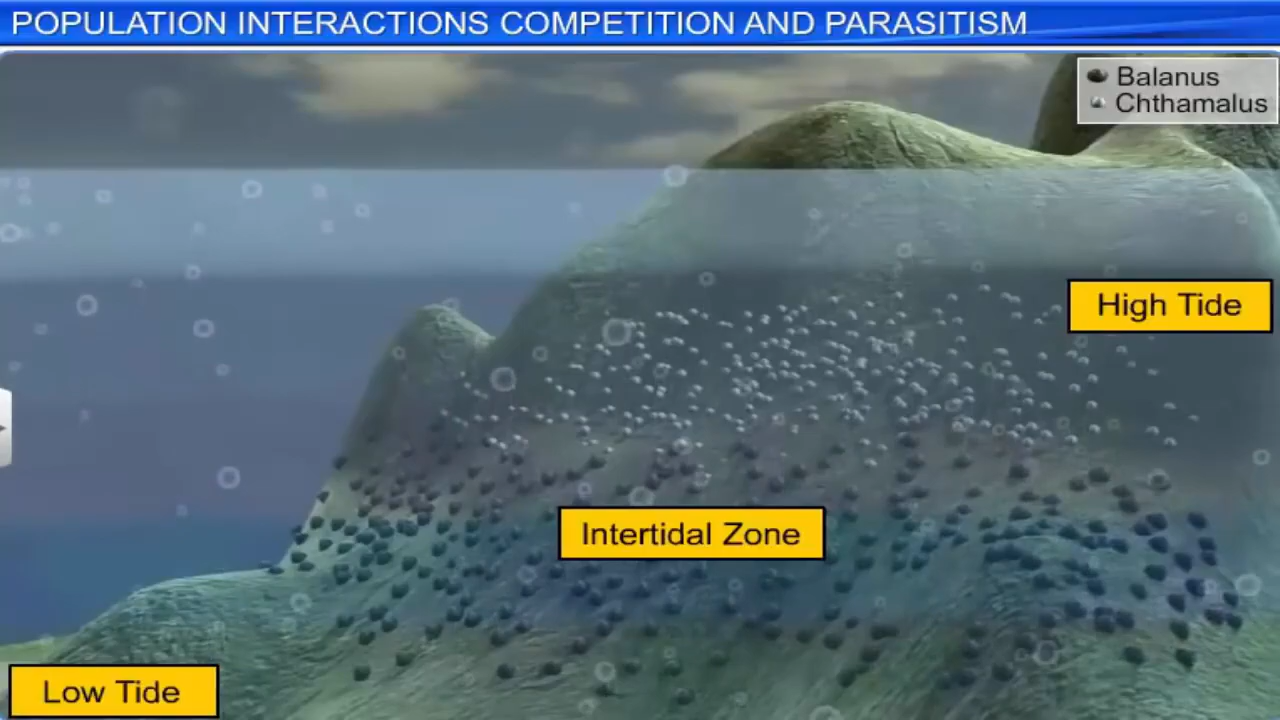 POPULATION INTERACTIONS COMPETITION AND PARASITISM
Balanus
Chthamalus
High Tide
Intertidal Zone
Low Tide